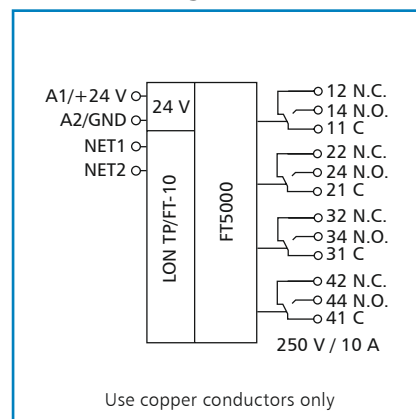 A1/+24 V
A2/GND
NET1
NET2
24 V
LON TP/FT-10
FT5000
12 N.C.
14 N.O.
11 C
22 N.C.
24 N.O.
21 C
32 N.C.
34 N.O.
31 C
42 N.C.
44 N.O.
41 C
250 V / 10 A
Use copper conductors only